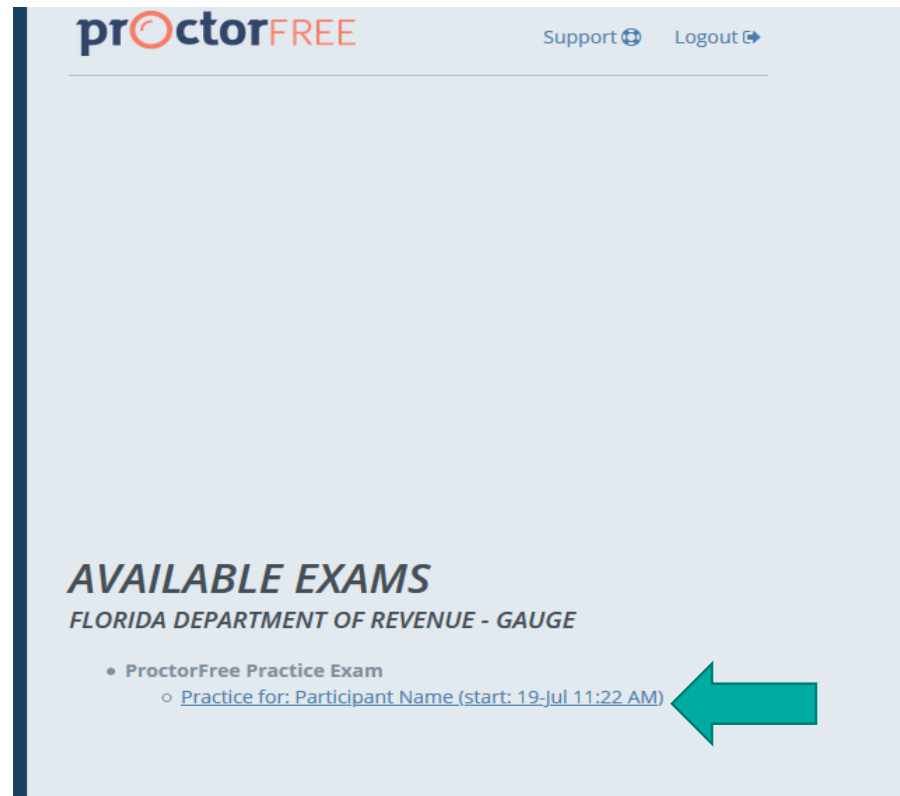 prOctorFREE
Support Logout
AVAILABLE EXAMS
FLORIDA DEPARTMENT OF REVENUE - GAUGE
• ProctorFree Practice Exam
○ Practice for: Participant Name (start: 19-Jul 11:22 AM)